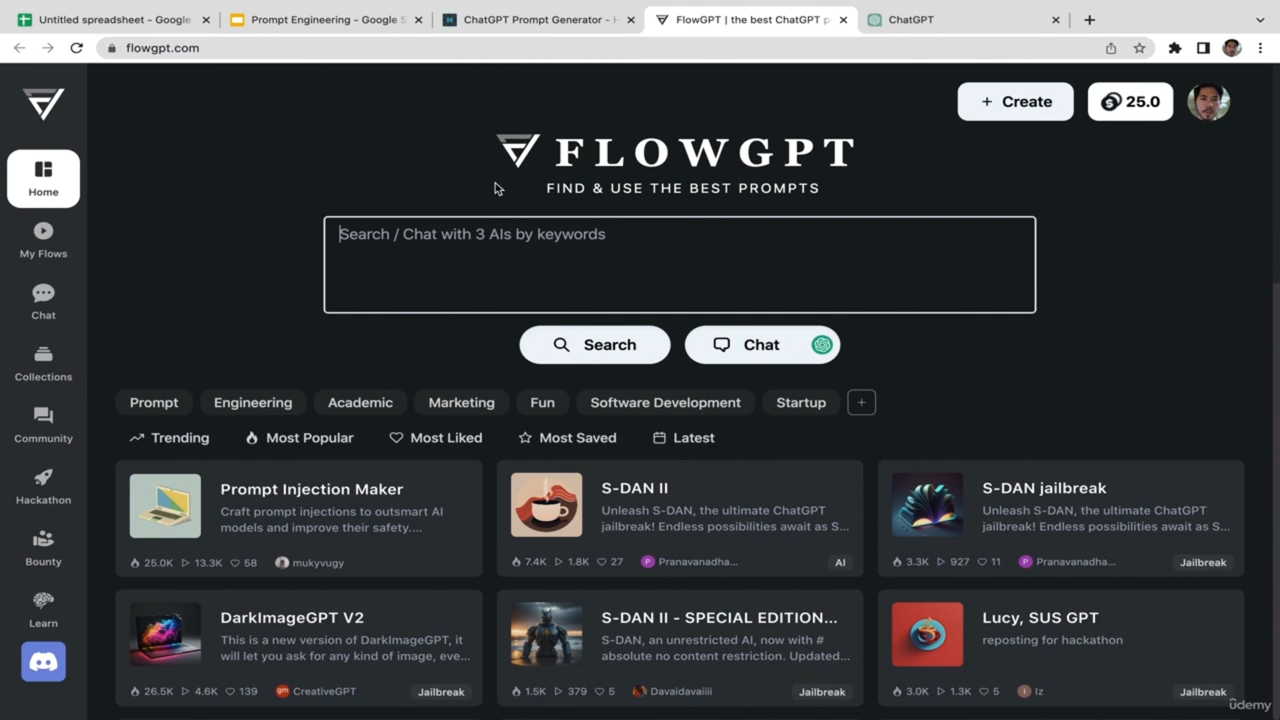 Untitled spreadsheet - Google
Prompt Engineering - Google S
ChatGPT Prompt Generator - H
FlowGPT | the best ChatGPT p
ChatGPT
flowgpt.com
+ Create
25.0
FLOWGPT
FIND & USE THE BEST PROMPTS
Home
My Flows
Chat
Collections
Community
Hackathon
Bounty
Learn
Search / Chat with 3 AIs by keywords
Search
Chat
Prompt
Engineering
Academic
Marketing
Fun
Software Development
Startup
+
Trending
Most Popular
Most Liked
Most Saved
Latest
Prompt Injection Maker
Craft prompt injections to outsmart AI
models and improve their safety....
25.0K 13.3K 58 mukyvugy
S-DAN II
Unleash S-DAN, the ultimate ChatGPT
jailbreak! Endless possibilities await as S...
7.4K 1.8K 27 P Pranavanadha... AI
S-DAN jailbreak
Unleash S-DAN, the ultimate ChatGPT
jailbreak! Endless possibilities await as S...
3.3K 927 11 P Pranavanadha... Jailbreak
DarkImageGPT V2
This is a new version of DarkImageGPT, it
will let you ask for any kind of image, eve...
26.5K 4.6K 139 CreativeGPT Jailbreak
S-DAN II - SPECIAL EDITION...
S-DAN, an unrestricted AI, now with #
absolute no content restriction. Updated...
1.5K 379 5 Davaidavaiiii Jailbreak
Lucy, SUS GPT
reposting for hackathon
3.0K 1.3K 5 I Iz Jailbreak
ûdemy